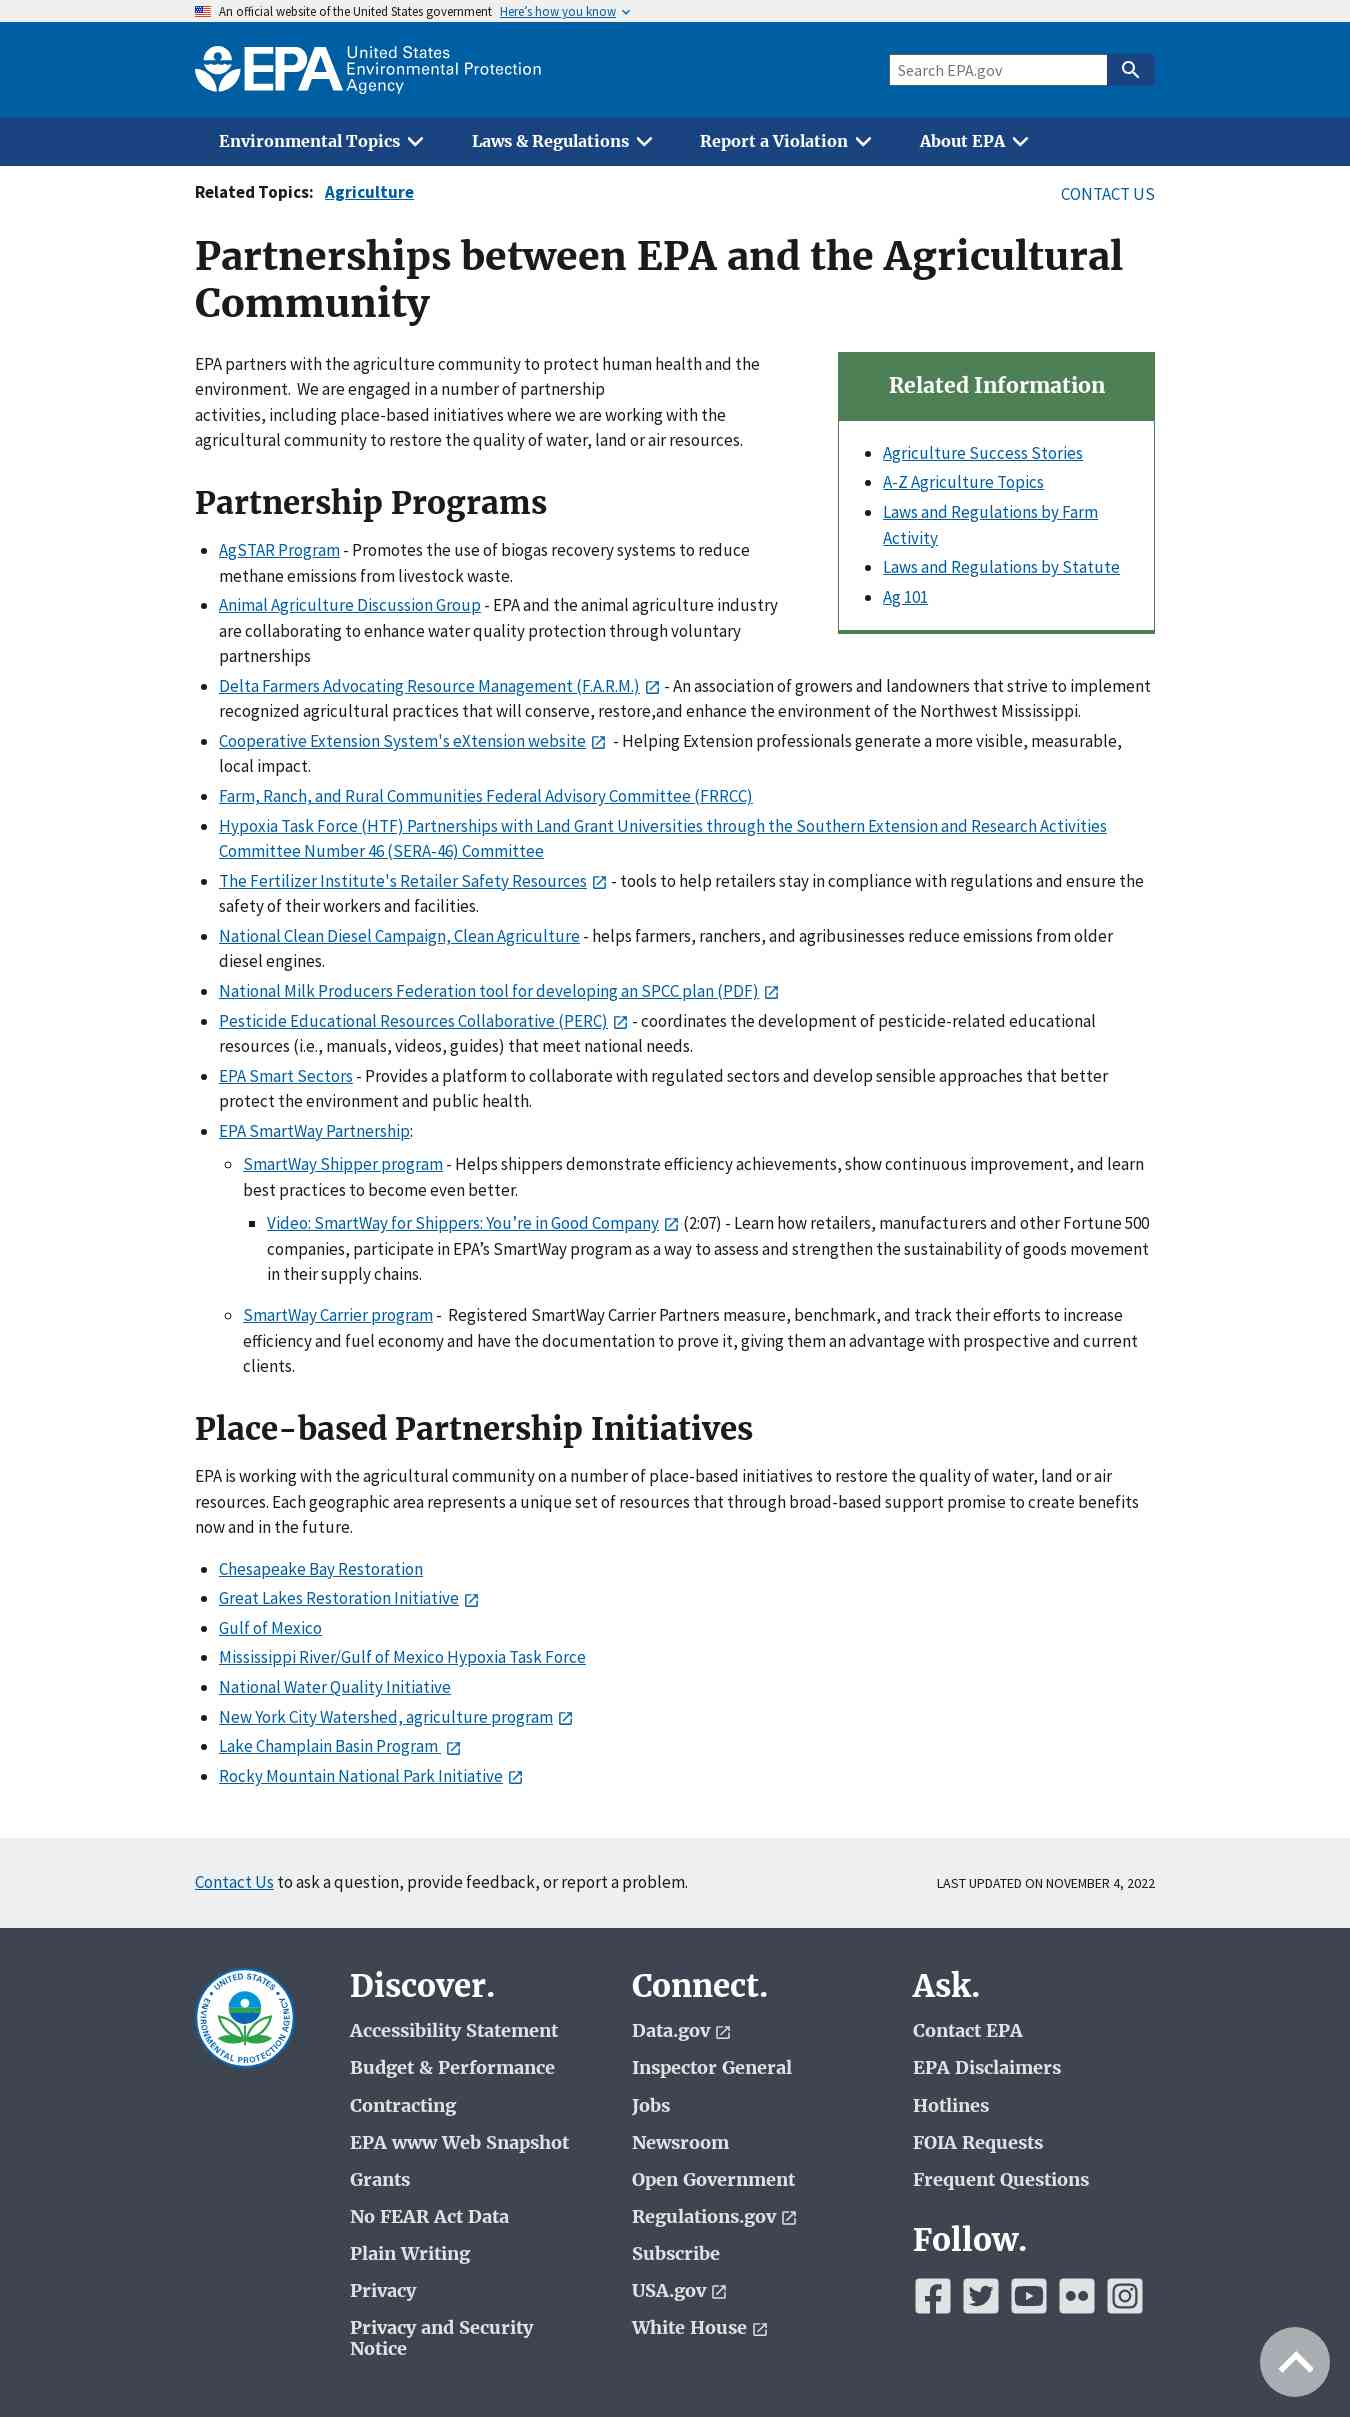 An official website of the United States government Here's how you know
EPA United States
Environmental Protection
Agency
Search EPA.gov
Environmental Topics Laws & Regulations Report a Violation About EPA
Related Topics: Agriculture CONTACT US
Partnerships between EPA and the Agricultural
Community
EPA partners with the agriculture community to protect human health and the
environment. We are engaged in a number of partnership
activities, including place-based initiatives where we are working with the
agricultural community to restore the quality of water, land or air resources.
Related Information
Agriculture Success Stories
A-Z Agriculture Topics
Laws and Regulations by Farm
Activity
Laws and Regulations by Statute
Ag 101
Partnership Programs
AgSTAR Program - Promotes the use of biogas recovery systems to reduce
methane emissions from livestock waste.
Animal Agriculture Discussion Group - EPA and the animal agriculture industry
are collaborating to enhance water quality protection through voluntary
partnerships
Delta Farmers Advocating Resource Management (F.A.R.M.) - An association of growers and landowners that strive to implement
recognized agricultural practices that will conserve, restore,and enhance the environment of the Northwest Mississippi.
Cooperative Extension System's eXtension website - Helping Extension professionals generate a more visible, measurable,
local impact.
Farm, Ranch, and Rural Communities Federal Advisory Committee (FRRCC)
Hypoxia Task Force (HTF) Partnerships with Land Grant Universities through the Southern Extension and Research Activities
Committee Number 46 (SERA-46) Committee
The Fertilizer Institute's Retailer Safety Resources - tools to help retailers stay in compliance with regulations and ensure the
safety of their workers and facilities.
National Clean Diesel Campaign, Clean Agriculture - helps farmers, ranchers, and agribusinesses reduce emissions from older
diesel engines.
National Milk Producers Federation tool for developing an SPCC plan (PDF)
Pesticide Educational Resources Collaborative (PERC) - coordinates the development of pesticide-related educational
resources (i.e., manuals, videos, guides) that meet national needs.
EPA Smart Sectors - Provides a platform to collaborate with regulated sectors and develop sensible approaches that better
protect the environment and public health.
EPA SmartWay Partnership:
SmartWay Shipper program - Helps shippers demonstrate efficiency achievements, show continuous improvement, and learn
best practices to become even better.
Video: SmartWay for Shippers: You’re in Good Company (2:07) - Learn how retailers, manufacturers and other Fortune 500
companies, participate in EPA’s SmartWay program as a way to assess and strengthen the sustainability of goods movement
in their supply chains.
SmartWay Carrier program - Registered SmartWay Carrier Partners measure, benchmark, and track their efforts to increase
efficiency and fuel economy and have the documentation to prove it, giving them an advantage with prospective and current
clients.
Place-based Partnership Initiatives
EPA is working with the agricultural community on a number of place-based initiatives to restore the quality of water, land or air
resources. Each geographic area represents a unique set of resources that through broad-based support promise to create benefits
now and in the future.
Chesapeake Bay Restoration
Great Lakes Restoration Initiative
Gulf of Mexico
Mississippi River/Gulf of Mexico Hypoxia Task Force
National Water Quality Initiative
New York City Watershed, agriculture program
Lake Champlain Basin Program
Rocky Mountain National Park Initiative
Contact Us to ask a question, provide feedback, or report a problem. LAST UPDATED ON NOVEMBER 4, 2022
UNITED STATES
ENVIRONMENTAL PROTECTION AGENCY
Discover.
Accessibility Statement
Budget & Performance
Contracting
EPA www Web Snapshot
Grants
No FEAR Act Data
Plain Writing
Privacy
Privacy and Security
Notice
Connect.
Data.gov
Inspector General
Jobs
Newsroom
Open Government
Regulations.gov
Subscribe
USA.gov
White House
Ask.
Contact EPA
EPA Disclaimers
Hotlines
FOIA Requests
Frequent Questions
Follow.